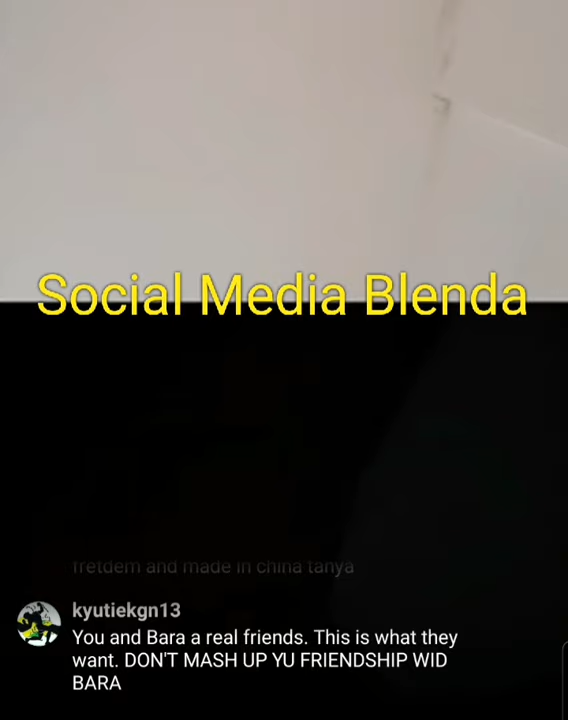 Social Media Blenda
fretdem and made in china tanya
kyutiekgn13
You and Bara a real friends. This is what they
want. DON'T MASH UP YU FRIENDSHIP WID
BARA